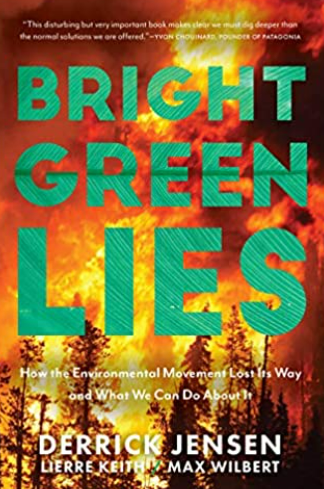 "This disturbing but very important book makes clear we must dig deeper than
the normal solutions we are offered."—YVON CHOUINARD, FOUNDER OF PATAGONIA
BRIGHT
GREEN
LIES
How the Environmental Movement Lost Its Way
and What We Can Do About It
DERRICK JENSEN
LIERRE KEITH / MAX WILBERT